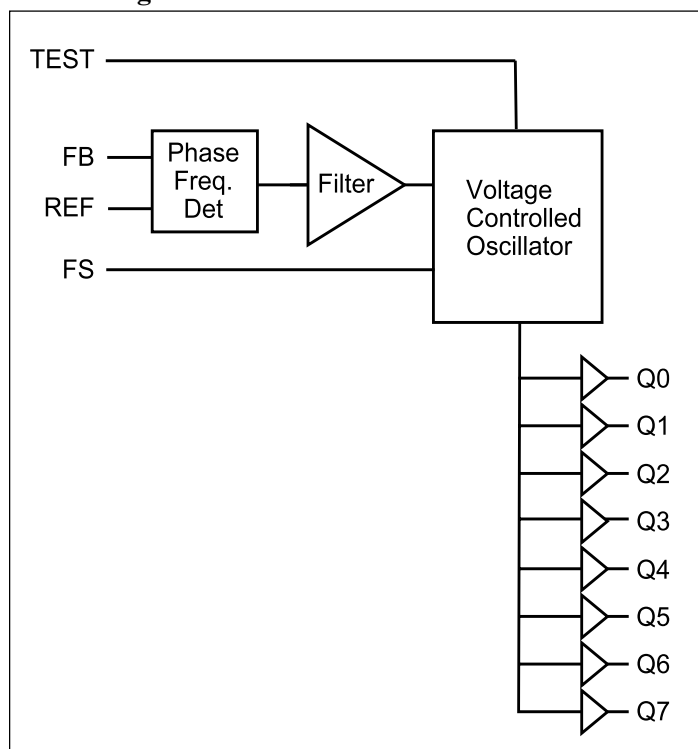 TEST
FB
REF
Phase
Freq.
Det
Filter
Voltage
Controlled
Oscillator
FS
Q0
Q1
Q2
Q3
Q4
Q5
Q6
Q7